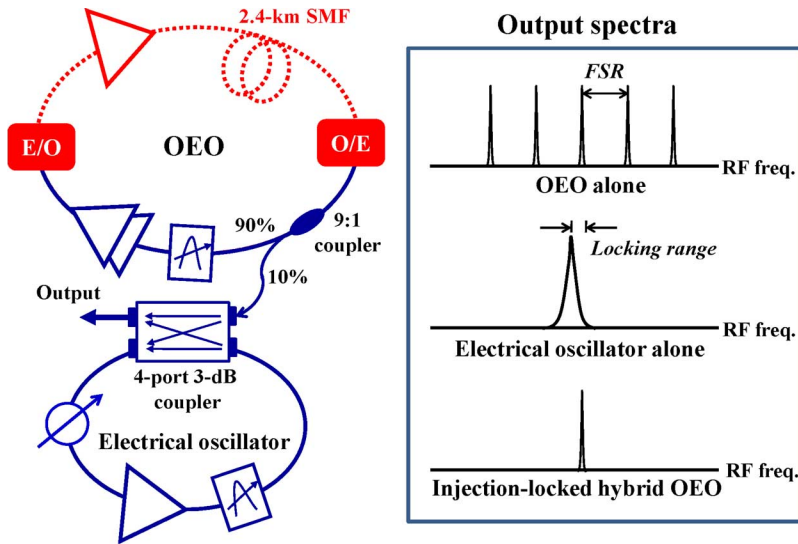 2.4-km SMF
E/O
OEO
O/E
90%
9:1
coupler
10%
Output
4-port 3-dB
coupler
Electrical oscillator
Output spectra
FSR
RF freq.
OEO alone
Locking range
RF freq.
Electrical oscillator alone
RF freq.
Injection-locked hybrid OEO